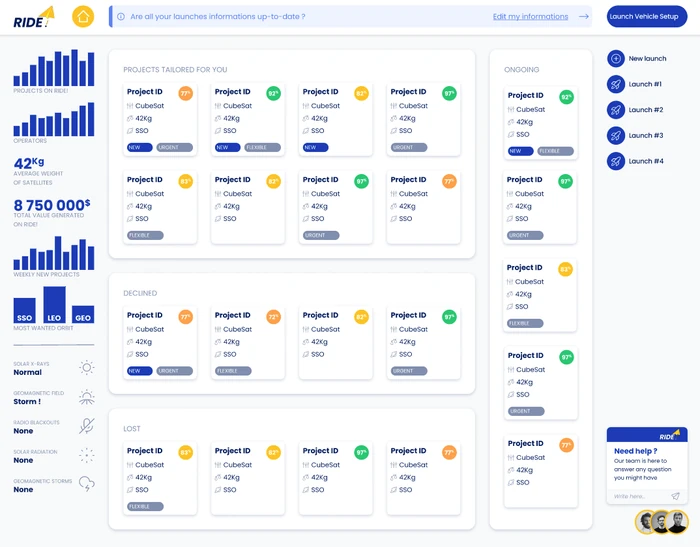 RIDE!
Are all your launches informations up-to-date ?
Edit my informations
Launch Vehicle Setup
PROJECTS ON RIDE!
OPERATORS
42Kg
AVERAGE WEIGHT
OF SATELLITES
8 750 000$
TOTAL VALUE GENERATED
ON RIDE!
WEEKLY NEW PROJECTS
SSO LEO GEO
MOST WANTED ORBIT
SOLAR X-RAYS
Normal
GEOMAGNETIC FIELD
Storm !
RADIO BLACKOUTS
None
SOLAR RADIATION
None
GEOMAGNETIC STORMS
None
PROJECTS TAILORED FOR YOU
Project ID 77%
CubeSat
42Kg
SSO
NEW URGENT
Project ID 92%
CubeSat
42Kg
SSO
NEW FLEXIBLE
Project ID 82%
CubeSat
42Kg
SSO
NEW
Project ID 97%
CubeSat
42Kg
SSO
URGENT
Project ID 83%
CubeSat
42Kg
SSO
FLEXIBLE
Project ID 83%
CubeSat
42Kg
SSO
Project ID 97%
CubeSat
42Kg
SSO
URGENT
Project ID 77%
CubeSat
42Kg
SSO
DECLINED
Project ID 77%
CubeSat
42Kg
SSO
NEW URGENT
Project ID 72%
CubeSat
42Kg
SSO
FLEXIBLE
Project ID 82%
CubeSat
42Kg
SSO
Project ID 97%
CubeSat
42Kg
SSO
URGENT
LOST
Project ID 83%
CubeSat
42Kg
SSO
FLEXIBLE
Project ID 83%
CubeSat
42Kg
SSO
Project ID 97%
CubeSat
42Kg
SSO
Project ID 77%
CubeSat
42Kg
SSO
ONGOING
Project ID 92%
CubeSat
42Kg
SSO
NEW FLEXIBLE
Project ID 97%
CubeSat
42Kg
SSO
URGENT
Project ID 83%
CubeSat
42Kg
SSO
FLEXIBLE
Project ID 97%
CubeSat
42Kg
SSO
URGENT
Project ID 77%
CubeSat
42Kg
SSO
New launch
Launch #1
Launch #2
Launch #3
Launch #4
RIDE!
Need help ?
Our team is here to
answer any question
you might have
Write here..